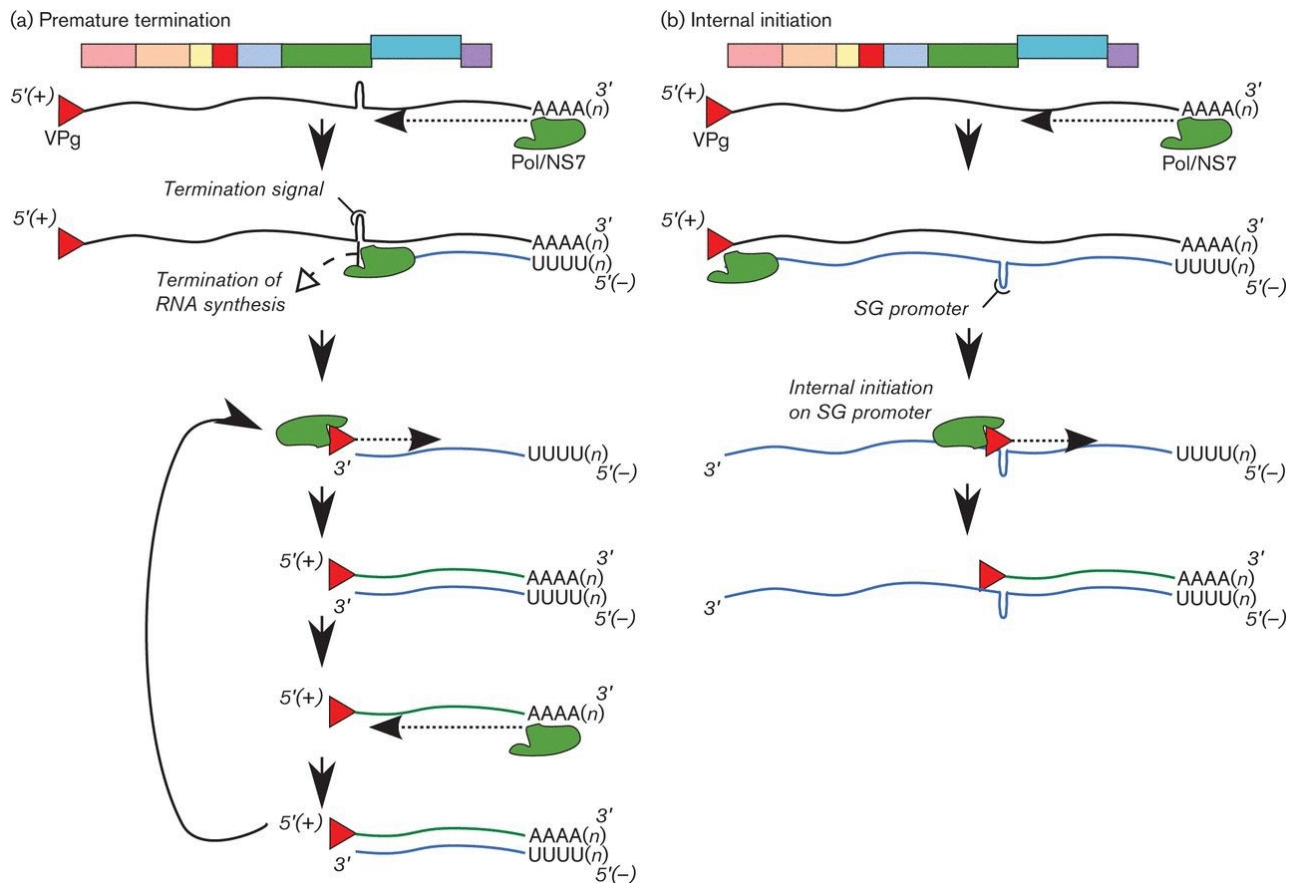 (a) Premature termination
5'(+)
VPg
3'
AAAA(n)
Pol/NS7
Termination signal
5'(+)
3'
AAAA(n)
UUUU(n)
5'(–)
Termination of
RNA synthesis
3'
UUUU(n)
5'(–)
5'(+)
3'
3'
AAAA(n)
UUUU(n)
5'(–)
5'(+)
3'
AAAA(n)
5'(+)
3'
3'
AAAA(n)
UUUU(n)
5'(–)
(b) Internal initiation
5'(+)
VPg
3'
AAAA(n)
Pol/NS7
5'(+)
3'
AAAA(n)
UUUU(n)
5'(–)
SG promoter
Internal initiation
on SG promoter
3'
UUUU(n)
5'(–)
3'
3'
AAAA(n)
UUUU(n)
5'(–)